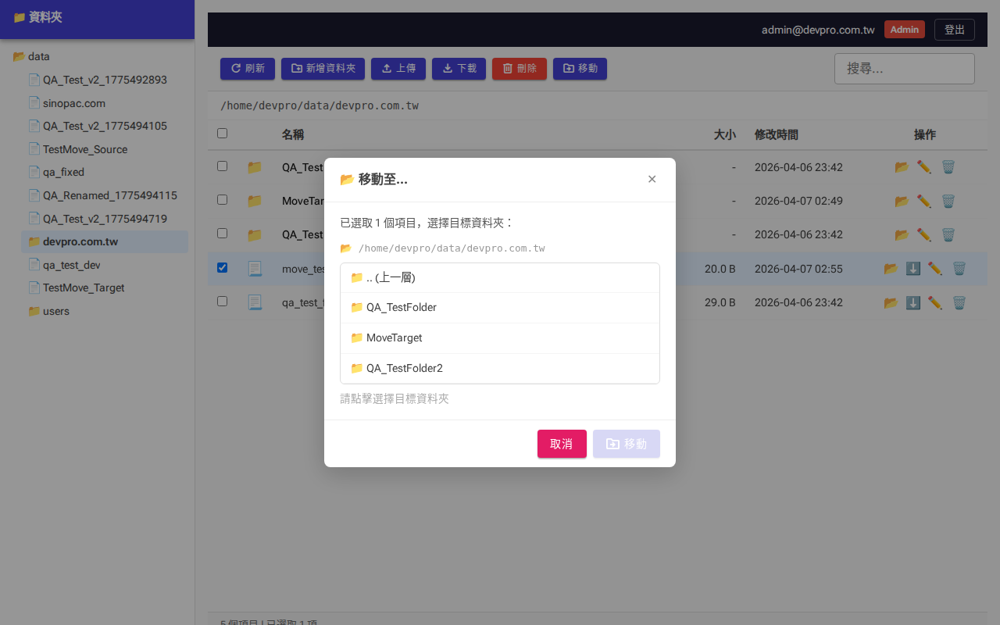 資料夾
data
QA_Test_v2_1775492893
sinopac.com
QA_Test_v2_1775494105
TestMove_Source
qa_fixed
QA_Renamed_1775494115
QA_Test_v2_1775494719
devpro.com.tw
qa_test_dev
TestMove_Target
users
admin@devpro.com.tw Admin 登出
刷新 新增資料夾 上傳 下載 刪除 移動 搜尋...
/home/devpro/data/devpro.com.tw
名稱 大小 修改時間 操作
QA_Test - 2026-04-06 23:42
MoveTar - 2026-04-07 02:49
QA_Test - 2026-04-06 23:42
move_tes 20.0 B 2026-04-07 02:55
qa_test_f 29.0 B 2026-04-06 23:42
移動至... ×
已選取 1 個項目，選擇目標資料夾：
/home/devpro/data/devpro.com.tw
.. (上一層)
QA_TestFolder
MoveTarget
QA_TestFolder2
請點擊選擇目標資料夾
取消 移動
5 個項目 | 已選取 1 項